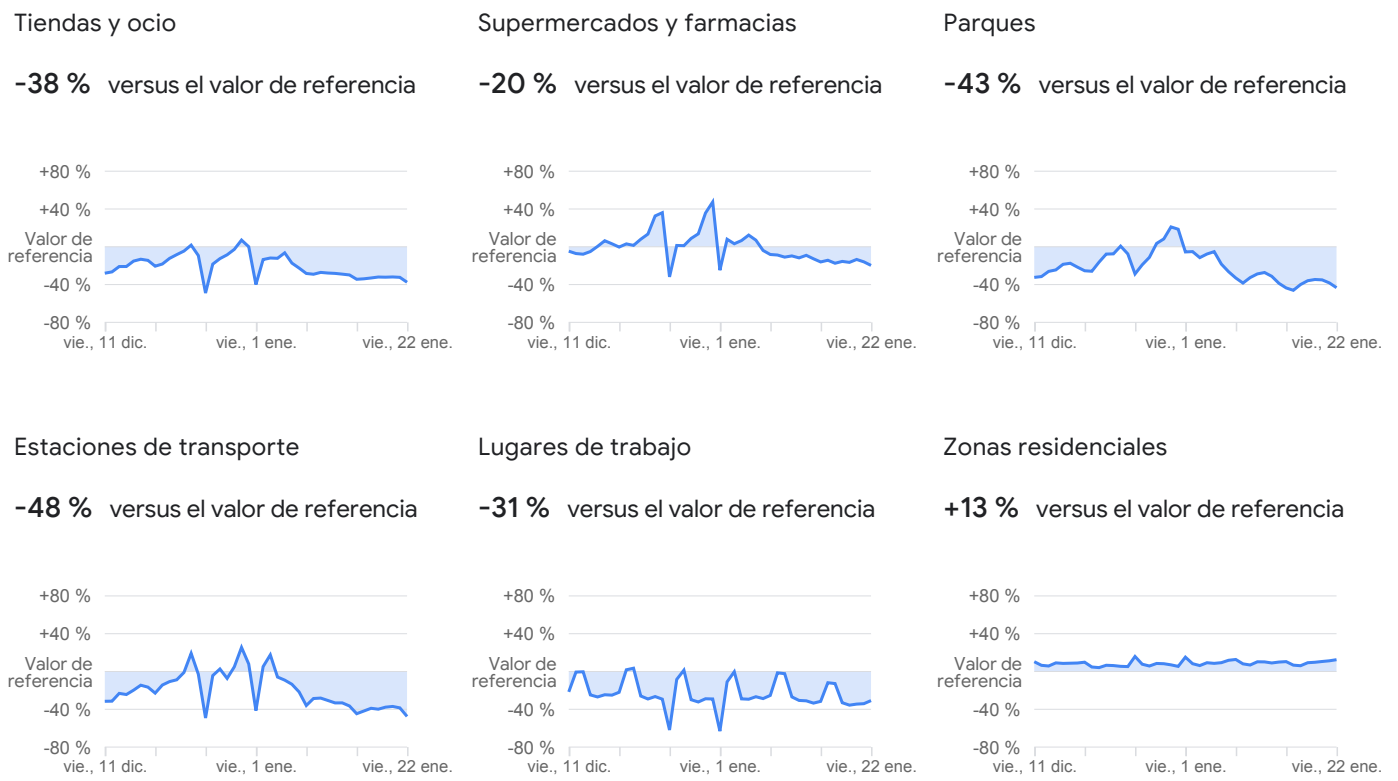 Tiendas y ocio
-38 % versus el valor de referencia
+80 %
+40 %
Valor de
referencia
-40 %
-80 %
vie., 11 dic. vie., 1 ene. vie., 22 ene.
Supermercados y farmacias
-20 % versus el valor de referencia
+80 %
+40 %
Valor de
referencia
-40 %
-80 %
vie., 11 dic. vie., 1 ene. vie., 22 ene.
Parques
-43 % versus el valor de referencia
+80 %
+40 %
Valor de
referencia
-40 %
-80 %
vie., 11 dic. vie., 1 ene. vie., 22 ene.
Estaciones de transporte
-48 % versus el valor de referencia
+80 %
+40 %
Valor de
referencia
-40 %
-80 %
vie., 11 dic. vie., 1 ene. vie., 22 ene.
Lugares de trabajo
-31 % versus el valor de referencia
+80 %
+40 %
Valor de
referencia
-40 %
-80 %
vie., 11 dic. vie., 1 ene. vie., 22 ene.
Zonas residenciales
+13 % versus el valor de referencia
+80 %
+40 %
Valor de
referencia
-40 %
-80 %
vie., 11 dic. vie., 1 ene. vie., 22 ene.